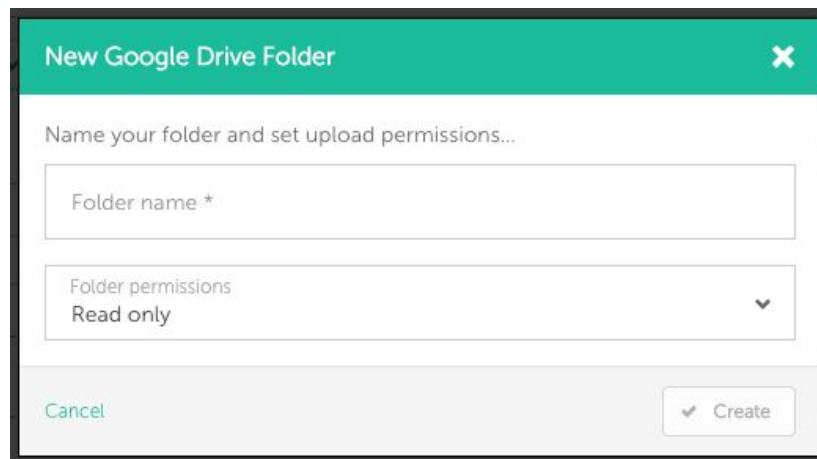 New Google Drive Folder
Name your folder and set upload permissions...
Folder name *
Folder permissions
Read only
Cancel
Create